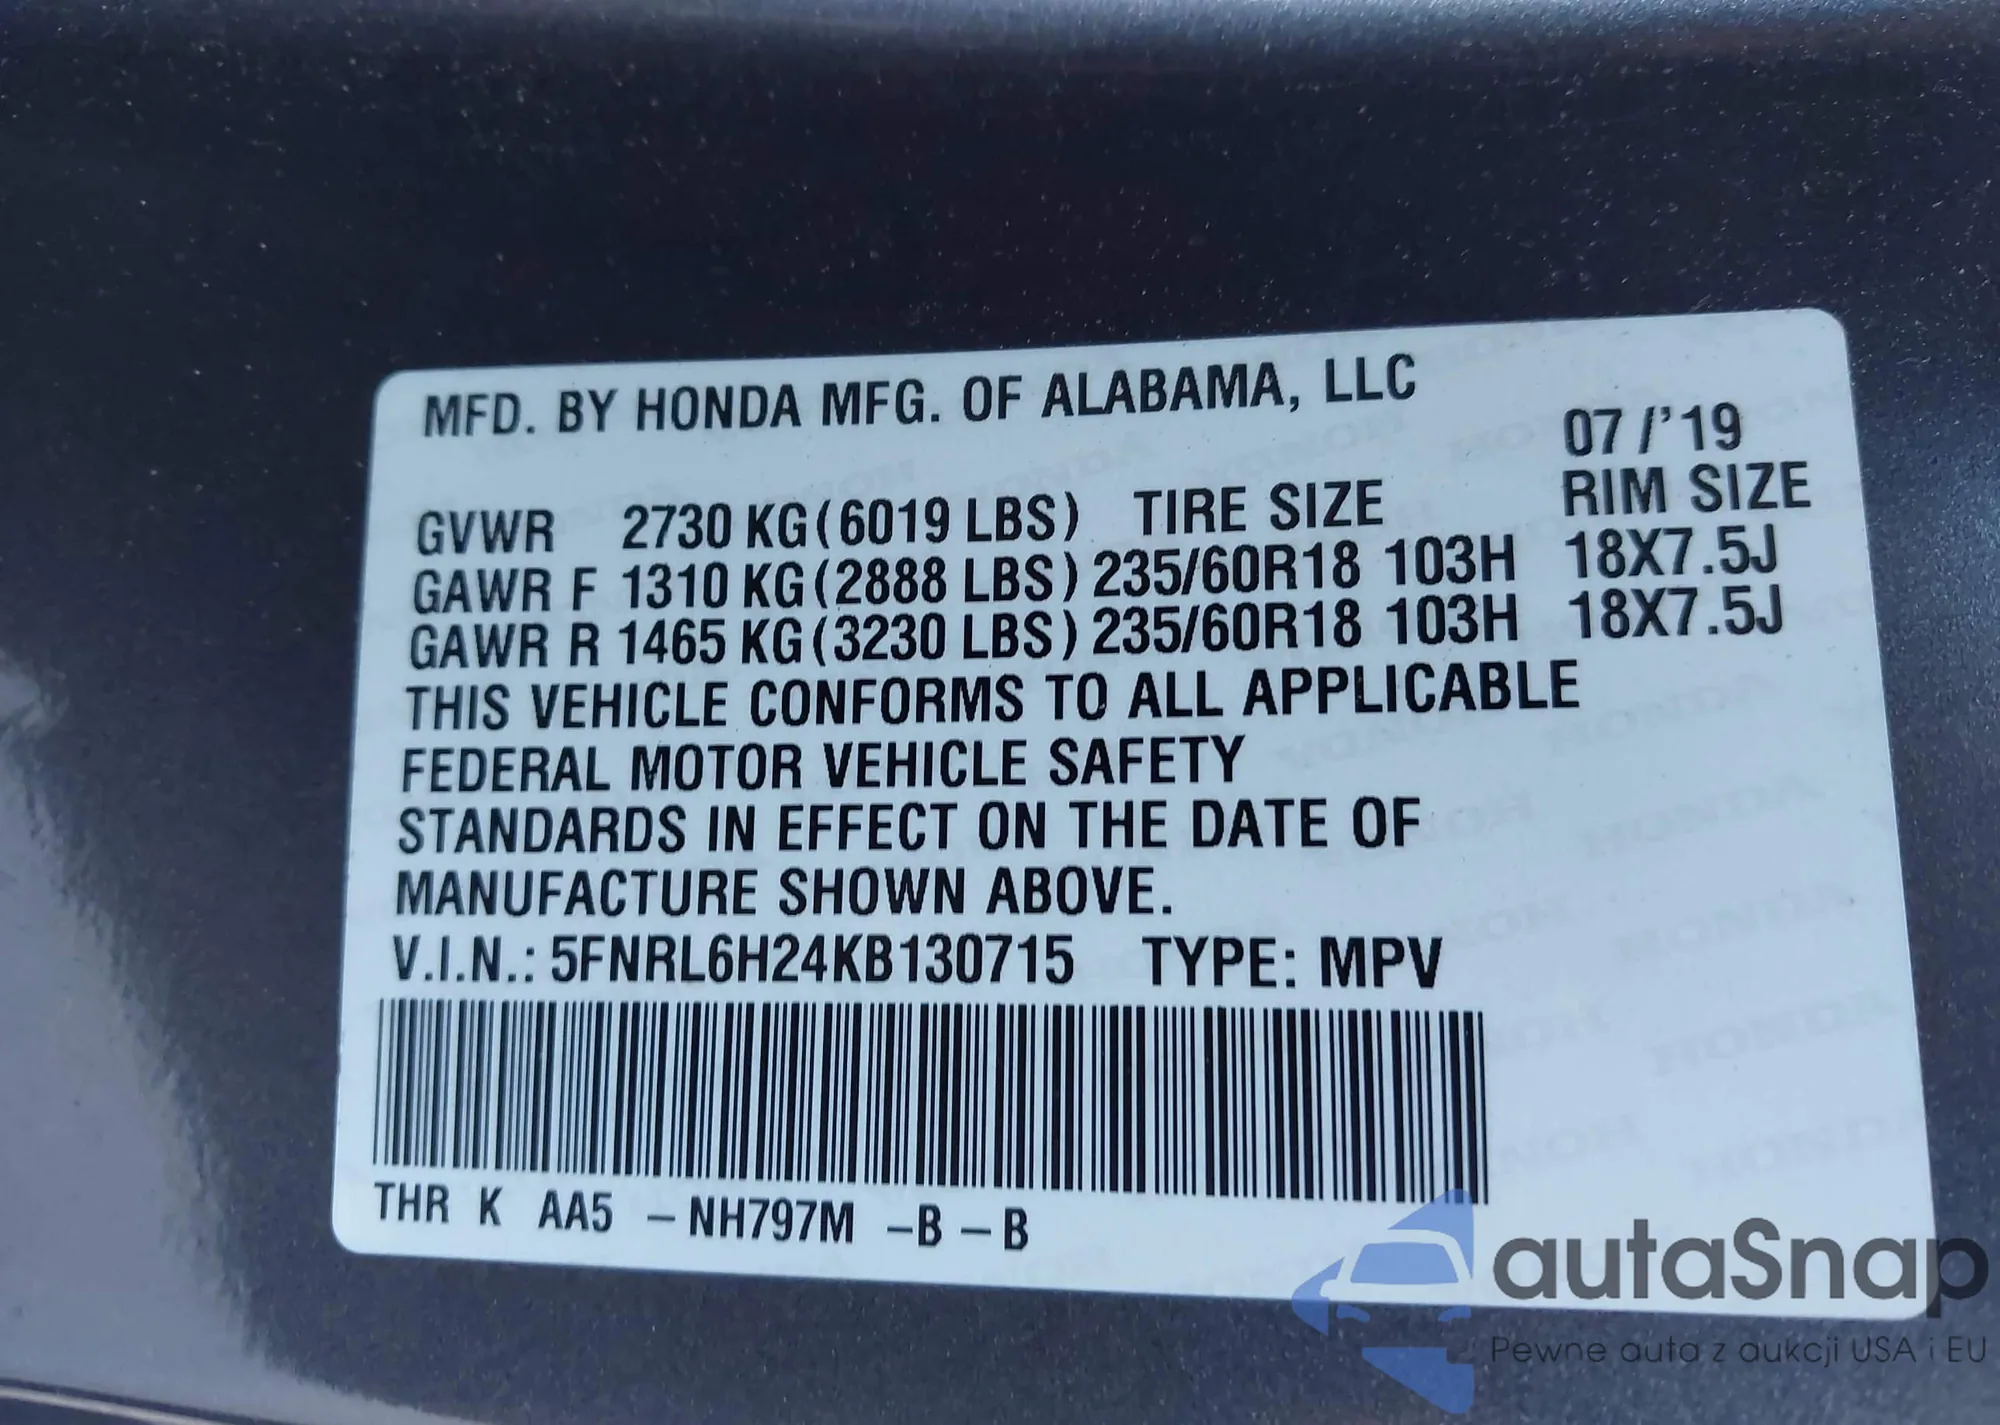 MFD. BY HONDA MFG. OF ALABAMA, LLC
07/'19
GVWR 2730 KG(6019 LBS) TIRE SIZE RIM SIZE
GAWR F 1310 KG(2888 LBS) 235/60R18 103H 18X7.5J
GAWR R 1465 KG(3230 LBS) 235/60R18 103H 18X7.5J
THIS VEHICLE CONFORMS TO ALL APPLICABLE
FEDERAL MOTOR VEHICLE SAFETY
STANDARDS IN EFFECT ON THE DATE OF
MANUFACTURE SHOWN ABOVE.
V.I.N.: 5FNRL6H24KB130715 TYPE: MPV
THR K AA5 – NH797M –B – B
autaSnap
Pewne auta z aukcji USA i EU